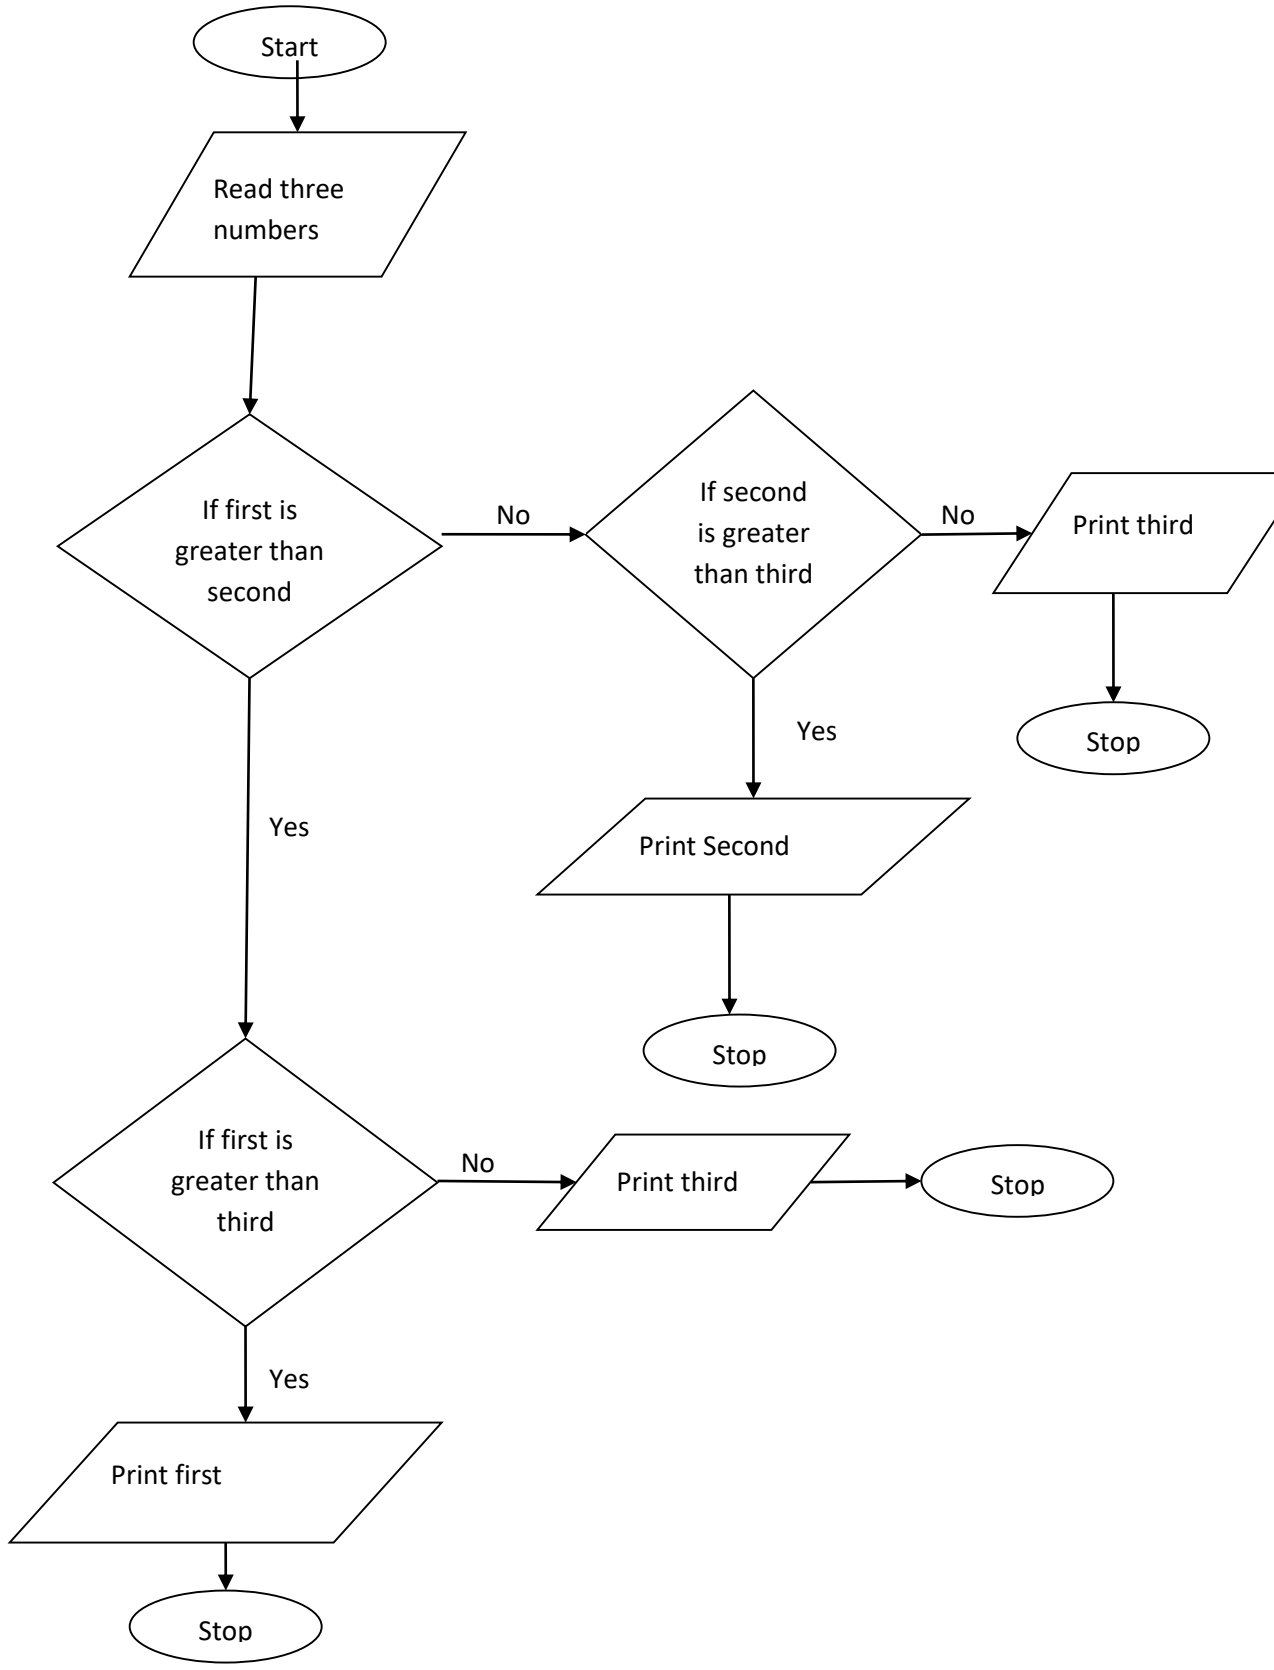 Start
Read three
numbers
If first is
greater than
second
No
If second
is greater
than third
No
Print third
Stop
Yes
Print Second
Stop
Yes
If first is
greater than
third
No
Print third
Stop
Yes
Print first
Stop